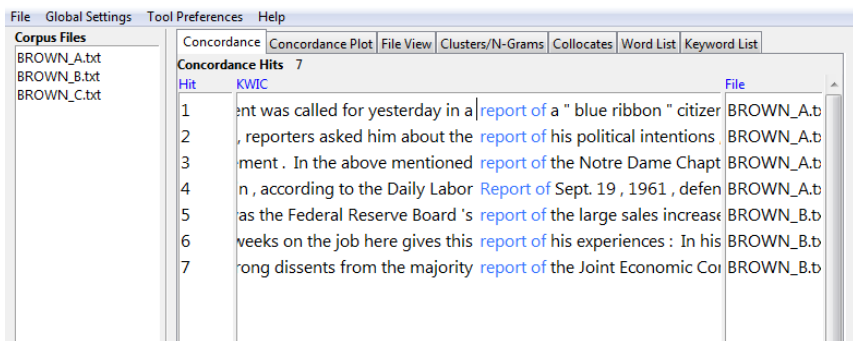 File Global Settings Tool Preferences Help
Corpus Files
BROWN_A.txt
BROWN_B.txt
BROWN_C.txt
Concordance Concordance Plot File View Clusters/N-Grams Collocates Word List Keyword List
Concordance Hits 7
Hit KWIC File
1 ent was called for yesterday in a report of a " blue ribbon " citizer BROWN_A.t
2 , reporters asked him about the report of his political intentions , BROWN_A.t
3 ement . In the above mentioned report of the Notre Dame Chapt BROWN_A.t
4 n , according to the Daily Labor Report of Sept. 19 , 1961 , defen BROWN_A.t
5 as the Federal Reserve Board 's report of the large sales increase BROWN_B.t
6 weeks on the job here gives this report of his experiences : In his BROWN_B.t
7 rong dissents from the majority report of the Joint Economic Cor BROWN_B.t